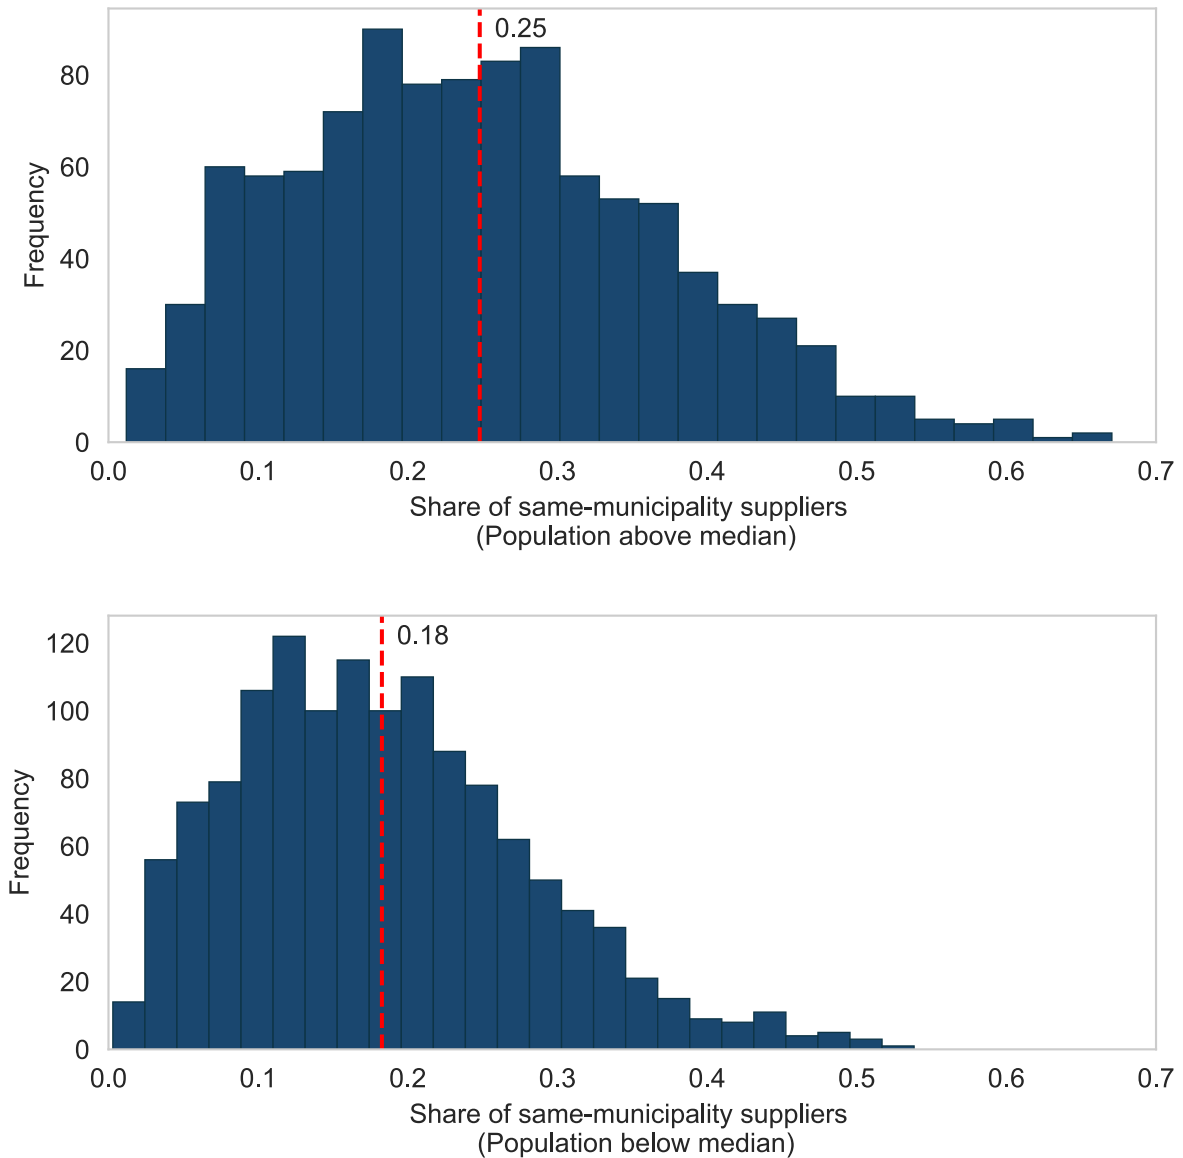 0.25
80
60
40
20
0
Frequency
0.0 0.1 0.2 0.3 0.4 0.5 0.6 0.7
Share of same-municipality suppliers
(Population above median)
0.18
120
100
80
60
40
20
0
Frequency
0.0 0.1 0.2 0.3 0.4 0.5 0.6 0.7
Share of same-municipality suppliers
(Population below median)